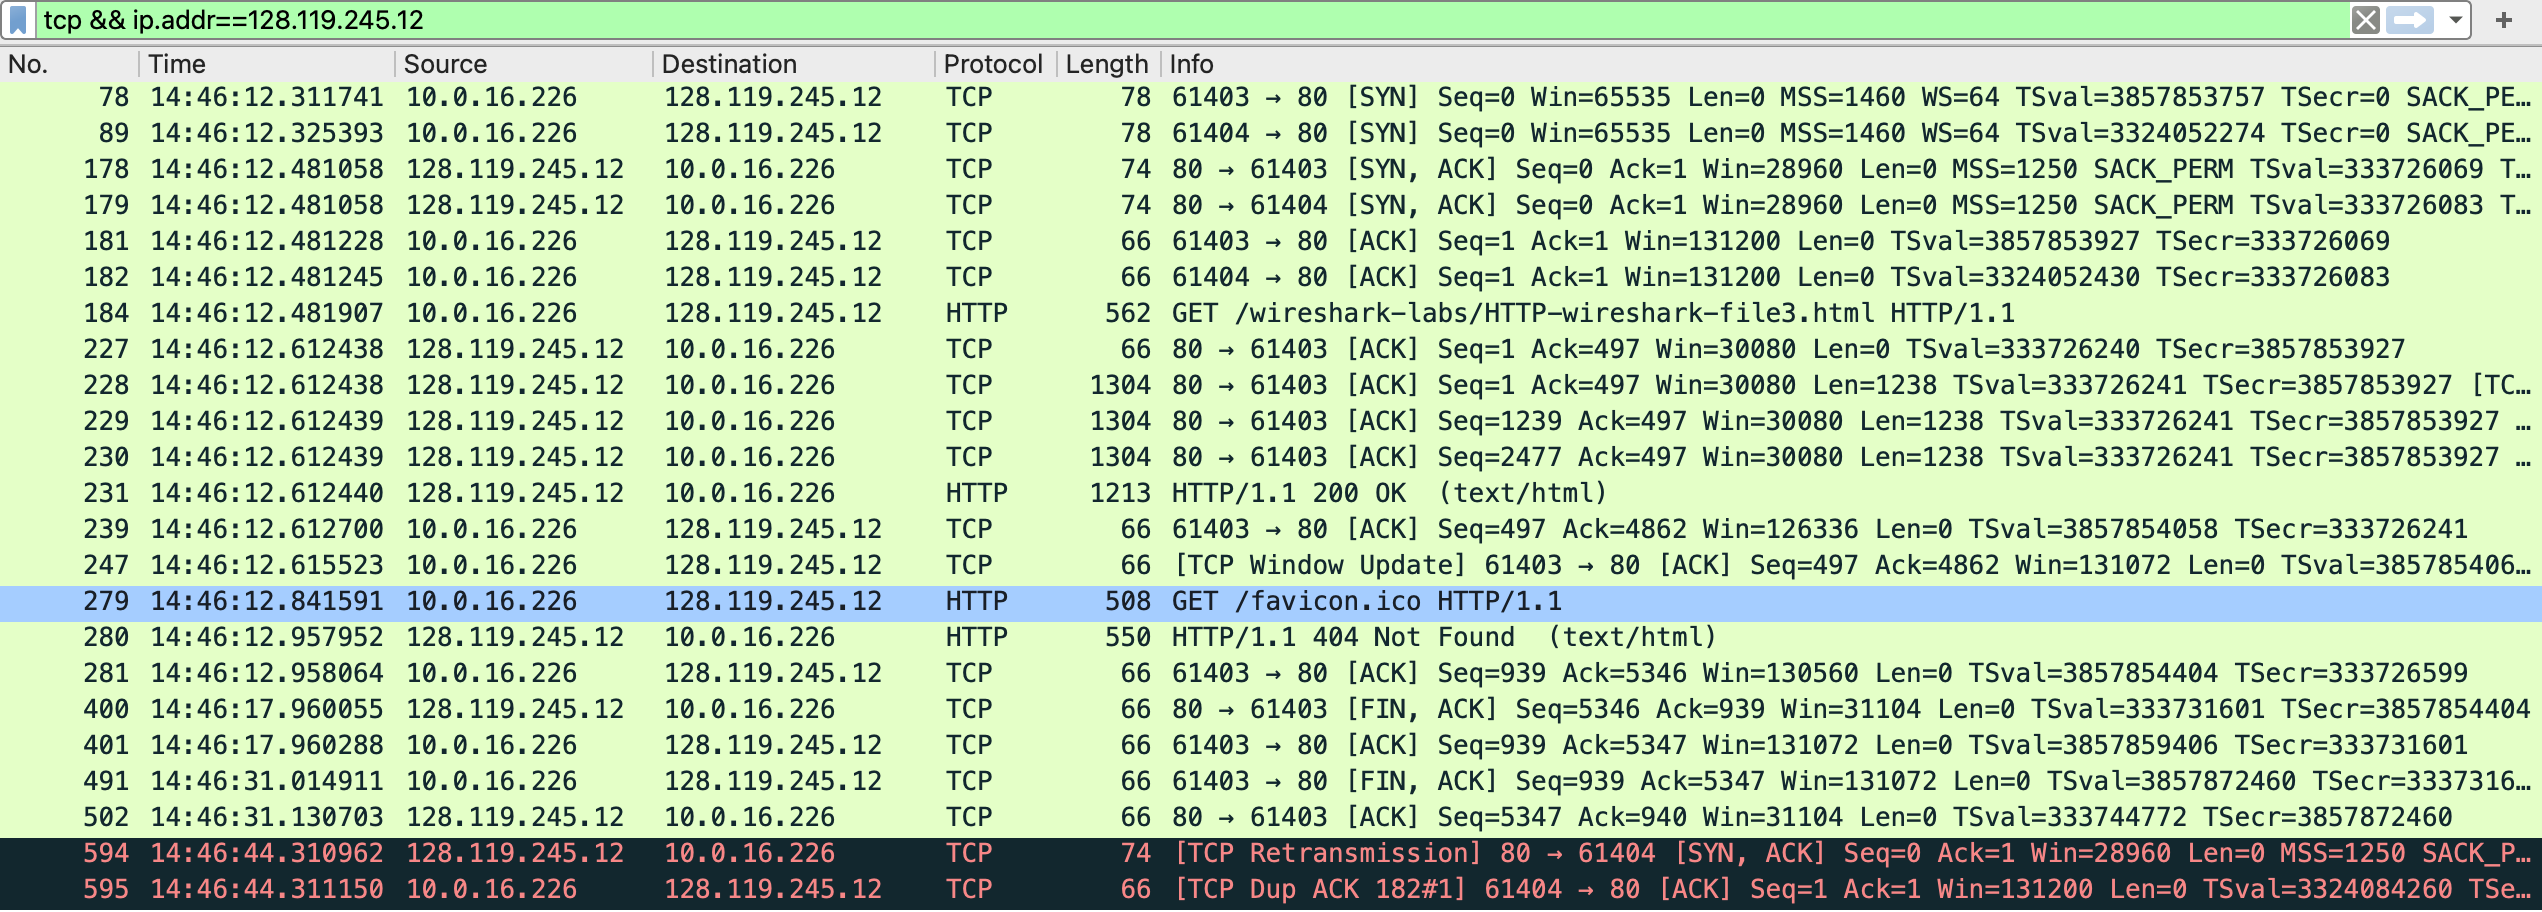 tcp && ip.addr==128.119.245.12
No. Time Source Destination Protocol Length Info
78 14:46:12.311741 10.0.16.226 128.119.245.12 TCP 78 61403 → 80 [SYN] Seq=0 Win=65535 Len=0 MSS=1460 WS=64 TSval=3857853757 TSecr=0 SACK_PE…
89 14:46:12.325393 10.0.16.226 128.119.245.12 TCP 78 61404 → 80 [SYN] Seq=0 Win=65535 Len=0 MSS=1460 WS=64 TSval=3324052274 TSecr=0 SACK_PE…
178 14:46:12.481058 128.119.245.12 10.0.16.226 TCP 74 80 → 61403 [SYN, ACK] Seq=0 Ack=1 Win=28960 Len=0 MSS=1250 SACK_PERM TSval=333726069 T…
179 14:46:12.481058 128.119.245.12 10.0.16.226 TCP 74 80 → 61404 [SYN, ACK] Seq=0 Ack=1 Win=28960 Len=0 MSS=1250 SACK_PERM TSval=333726083 T…
181 14:46:12.481228 10.0.16.226 128.119.245.12 TCP 66 61403 → 80 [ACK] Seq=1 Ack=1 Win=131200 Len=0 TSval=3857853927 TSecr=333726069
182 14:46:12.481245 10.0.16.226 128.119.245.12 TCP 66 61404 → 80 [ACK] Seq=1 Ack=1 Win=131200 Len=0 TSval=3324052430 TSecr=333726083
184 14:46:12.481907 10.0.16.226 128.119.245.12 HTTP 562 GET /wireshark-labs/HTTP-wireshark-file3.html HTTP/1.1
227 14:46:12.612438 128.119.245.12 10.0.16.226 TCP 66 80 → 61403 [ACK] Seq=1 Ack=497 Win=30080 Len=0 TSval=333726240 TSecr=3857853927
228 14:46:12.612438 128.119.245.12 10.0.16.226 TCP 1304 80 → 61403 [ACK] Seq=1 Ack=497 Win=30080 Len=1238 TSval=333726241 TSecr=3857853927 [TC…
229 14:46:12.612439 128.119.245.12 10.0.16.226 TCP 1304 80 → 61403 [ACK] Seq=1239 Ack=497 Win=30080 Len=1238 TSval=333726241 TSecr=3857853927 …
230 14:46:12.612439 128.119.245.12 10.0.16.226 TCP 1304 80 → 61403 [ACK] Seq=2477 Ack=497 Win=30080 Len=1238 TSval=333726241 TSecr=3857853927 …
231 14:46:12.612440 128.119.245.12 10.0.16.226 HTTP 1213 HTTP/1.1 200 OK (text/html)
239 14:46:12.612700 10.0.16.226 128.119.245.12 TCP 66 61403 → 80 [ACK] Seq=497 Ack=4862 Win=126336 Len=0 TSval=3857854058 TSecr=333726241
247 14:46:12.615523 10.0.16.226 128.119.245.12 TCP 66 [TCP Window Update] 61403 → 80 [ACK] Seq=497 Ack=4862 Win=131072 Len=0 TSval=385785406…
279 14:46:12.841591 10.0.16.226 128.119.245.12 HTTP 508 GET /favicon.ico HTTP/1.1
280 14:46:12.957952 128.119.245.12 10.0.16.226 HTTP 550 HTTP/1.1 404 Not Found (text/html)
281 14:46:12.958064 10.0.16.226 128.119.245.12 TCP 66 61403 → 80 [ACK] Seq=939 Ack=5346 Win=130560 Len=0 TSval=3857854404 TSecr=333726599
400 14:46:17.960055 128.119.245.12 10.0.16.226 TCP 66 80 → 61403 [FIN, ACK] Seq=5346 Ack=939 Win=31104 Len=0 TSval=333731601 TSecr=3857854404
401 14:46:17.960288 10.0.16.226 128.119.245.12 TCP 66 61403 → 80 [ACK] Seq=939 Ack=5347 Win=131072 Len=0 TSval=3857859406 TSecr=333731601
491 14:46:31.014911 10.0.16.226 128.119.245.12 TCP 66 61403 → 80 [FIN, ACK] Seq=939 Ack=5347 Win=131072 Len=0 TSval=3857872460 TSecr=3337316…
502 14:46:31.130703 128.119.245.12 10.0.16.226 TCP 66 80 → 61403 [ACK] Seq=5347 Ack=940 Win=31104 Len=0 TSval=333744772 TSecr=3857872460
594 14:46:44.310962 128.119.245.12 10.0.16.226 TCP 74 [TCP Retransmission] 80 → 61404 [SYN, ACK] Seq=0 Ack=1 Win=28960 Len=0 MSS=1250 SACK_P…
595 14:46:44.311150 10.0.16.226 128.119.245.12 TCP 66 [TCP Dup ACK 182#1] 61404 → 80 [ACK] Seq=1 Ack=1 Win=131200 Len=0 TSval=3324084260 TSe…